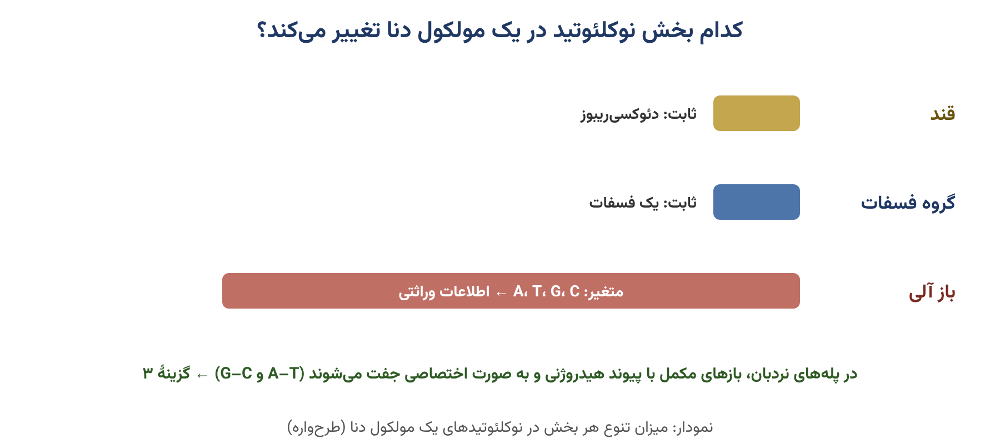 کدام بخش نوکلئوتید در یک مولکول دنا تغییر می‌کند؟
قند
ثابت: دئوکسی‌ریبوز
گروه فسفات
ثابت: یک فسفات
باز آلی
متغیر: A، T، G، C ← اطلاعات وراثتی
در پله‌های نردبان، بازهای مکمل با پیوند هیدروژنی و به صورت اختصاصی جفت می‌شوند (A–T و G–C) ← گزینهٔ ۳
نمودار: میزان تنوع هر بخش در نوکلئوتیدهای یک مولکول دنا (طرح‌واره)